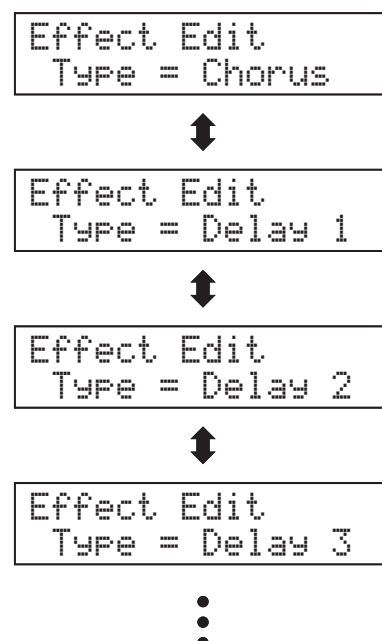 Effect Edit
Type = Chorus
Effect Edit
Type = Delay 1
Effect Edit
Type = Delay 2
Effect Edit
Type = Delay 3